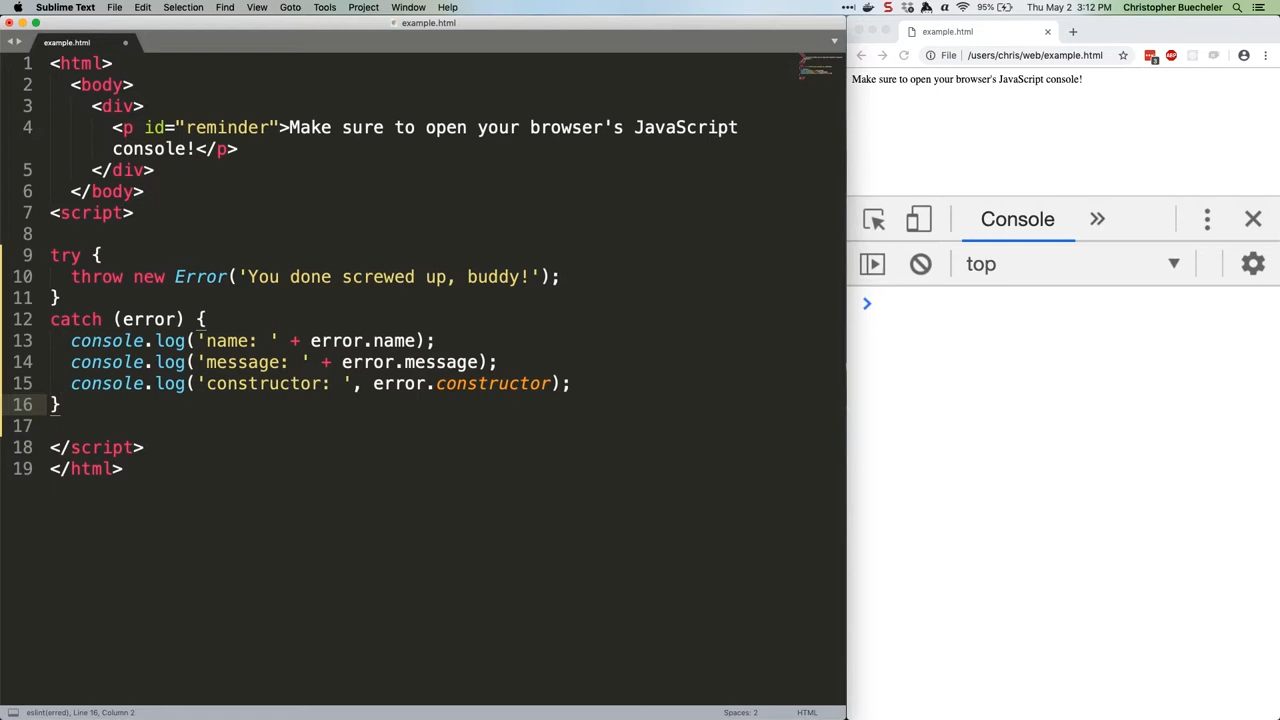 Sublime Text File Edit Selection Find View Goto Tools Project Window Help 95% Thu May 2 3:12 PM Christopher Buecheler
example.html
example.html
1 <html>
2 <body>
3 <div>
4 <p id="reminder">Make sure to open your browser's JavaScript
console!</p>
5 </div>
6 </body>
7 <script>
8
9 try {
10 throw new Error('You done screwed up, buddy!');
11 }
12 catch (error) {
13 console.log('name: ' + error.name);
14 console.log('message: ' + error.message);
15 console.log('constructor: ', error.constructor);
16 }
17
18 </script>
19 </html>
eslint(erred), Line 16, Column 2 Spaces: 2 HTML
example.html
File /users/chris/web/example.html 3 ABP
Make sure to open your browser's JavaScript console!
Console
top